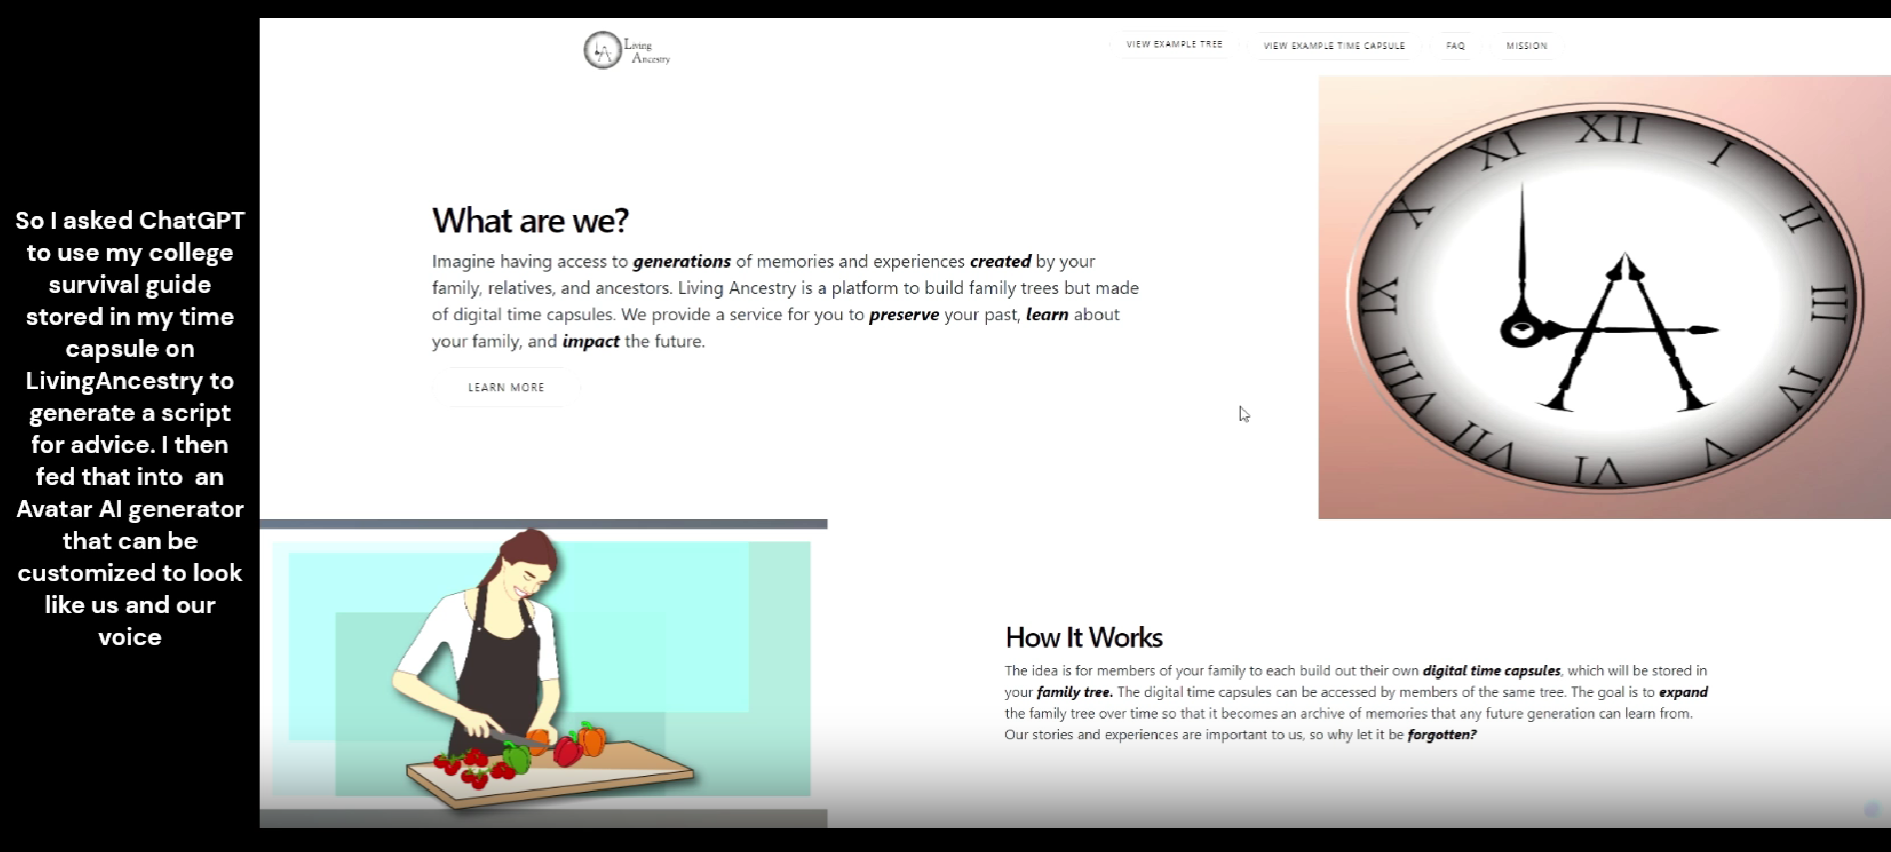 So I asked ChatGPT
to use my college
survival guide
stored in my time
capsule on
LivingAncestry to
generate a script
for advice. I then
fed that into an
Avatar AI generator
that can be
customized to look
like us and our
voice
Living
Ancestry
VIEW EXAMPLE TREE
VIEW EXAMPLE TIME CAPSULE
FAQ
MISSION
What are we?
Imagine having access to generations of memories and experiences created by your
family, relatives, and ancestors. Living Ancestry is a platform to build family trees but made
of digital time capsules. We provide a service for you to preserve your past, learn about
your family, and impact the future.
LEARN MORE
XII
I
II
III
IV
V
VI
VII
VIII
IX
X
XI
LA
How It Works
The idea is for members of your family to each build out their own digital time capsules, which will be stored in
your family tree. The digital time capsules can be accessed by members of the same tree. The goal is to expand
the family tree over time so that it becomes an archive of memories that any future generation can learn from.
Our stories and experiences are important to us, so why let it be forgotten?